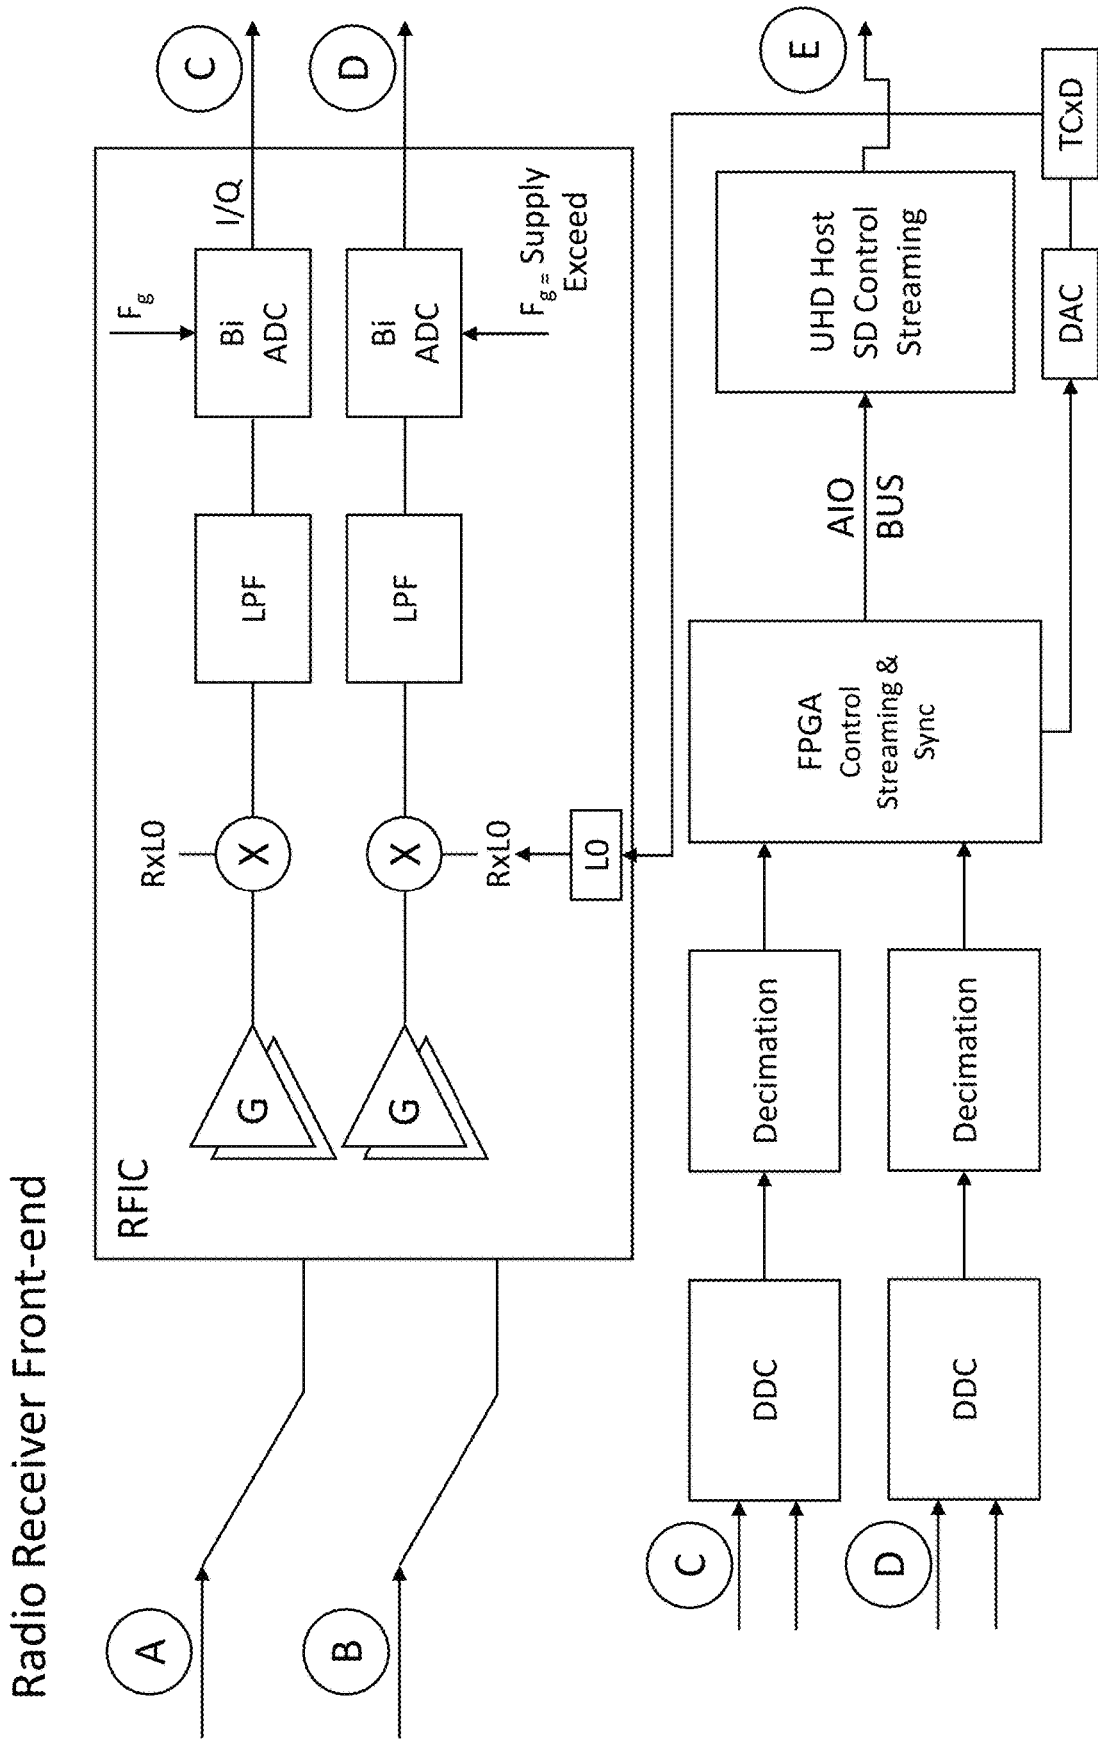 Radio Receiver Front-end
A
B
RFIC
G
G
RxLO
X
X
RxLO
LO
LPF
LPF
Fg
Bi
ADC
Bi
ADC
I/Q
Fg = Supply
Exceed
C
D
C
D
DDC
DDC
Decimation
Decimation
FPGA
Control
Streaming &
Sync
AIO
BUS
UHD Host
SD Control
Streaming
DAC
TCxD
E